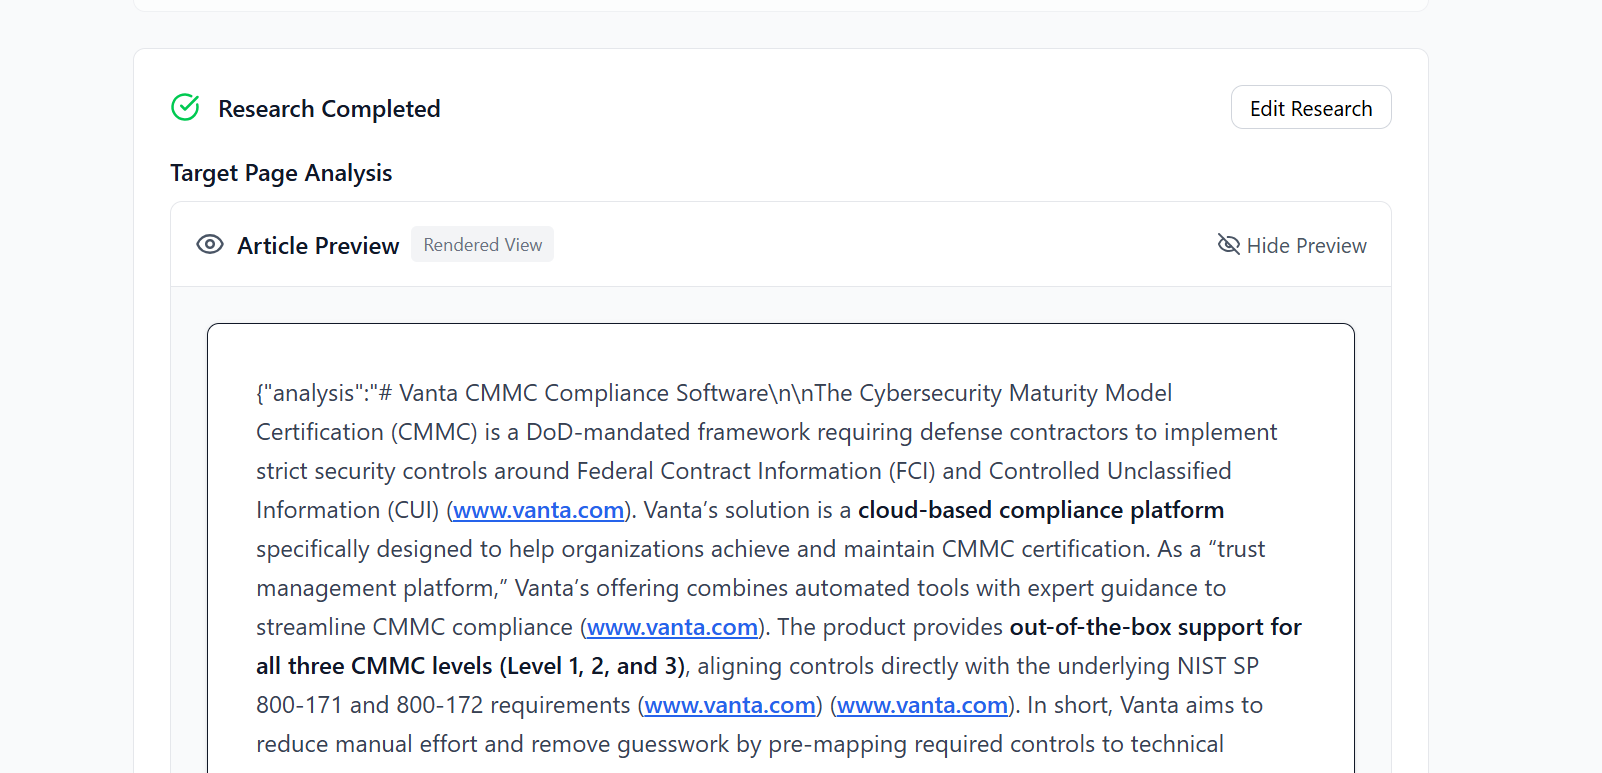 Research Completed
Edit Research
Target Page Analysis
Article Preview
Rendered View
Hide Preview
{"analysis":"# Vanta CMMC Compliance Software\n\nThe Cybersecurity Maturity Model
Certification (CMMC) is a DoD-mandated framework requiring defense contractors to implement
strict security controls around Federal Contract Information (FCI) and Controlled Unclassified
Information (CUI) (www.vanta.com). Vanta’s solution is a cloud-based compliance platform
specifically designed to help organizations achieve and maintain CMMC certification. As a “trust
management platform,” Vanta’s offering combines automated tools with expert guidance to
streamline CMMC compliance (www.vanta.com). The product provides out-of-the-box support for
all three CMMC levels (Level 1, 2, and 3), aligning controls directly with the underlying NIST SP
800-171 and 800-172 requirements (www.vanta.com) (www.vanta.com). In short, Vanta aims to
reduce manual effort and remove guesswork by pre-mapping required controls to technical